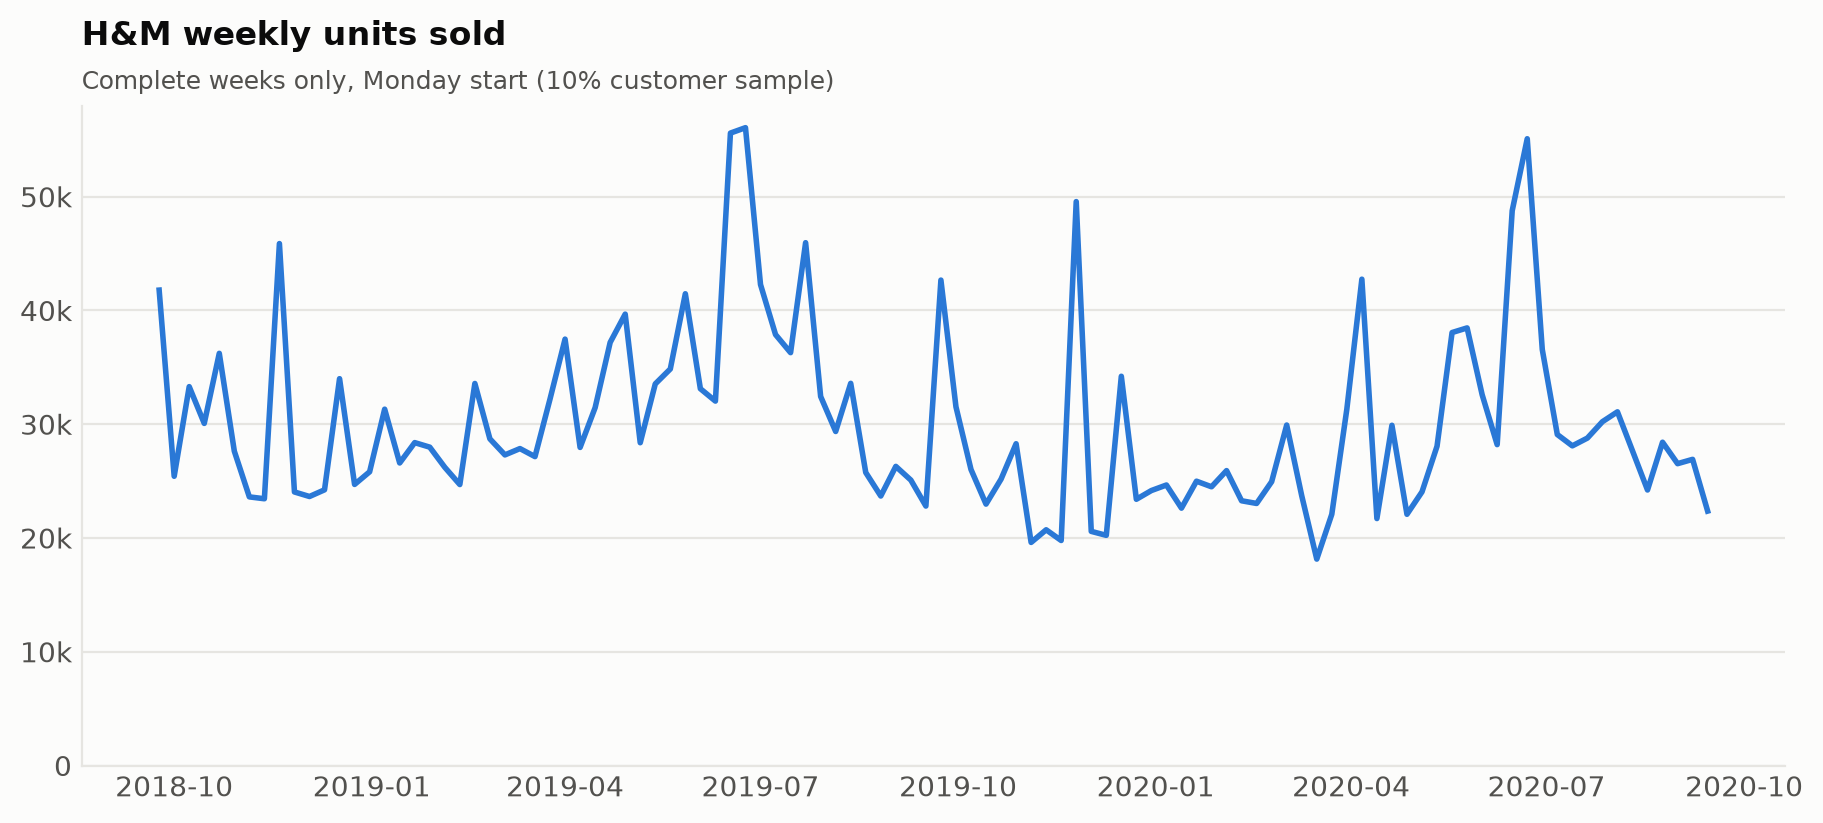 H&M weekly units sold
Complete weeks only, Monday start (10% customer sample)
50k
40k
30k
20k
10k
0
2018-10 2019-01 2019-04 2019-07 2019-10 2020-01 2020-04 2020-07 2020-10